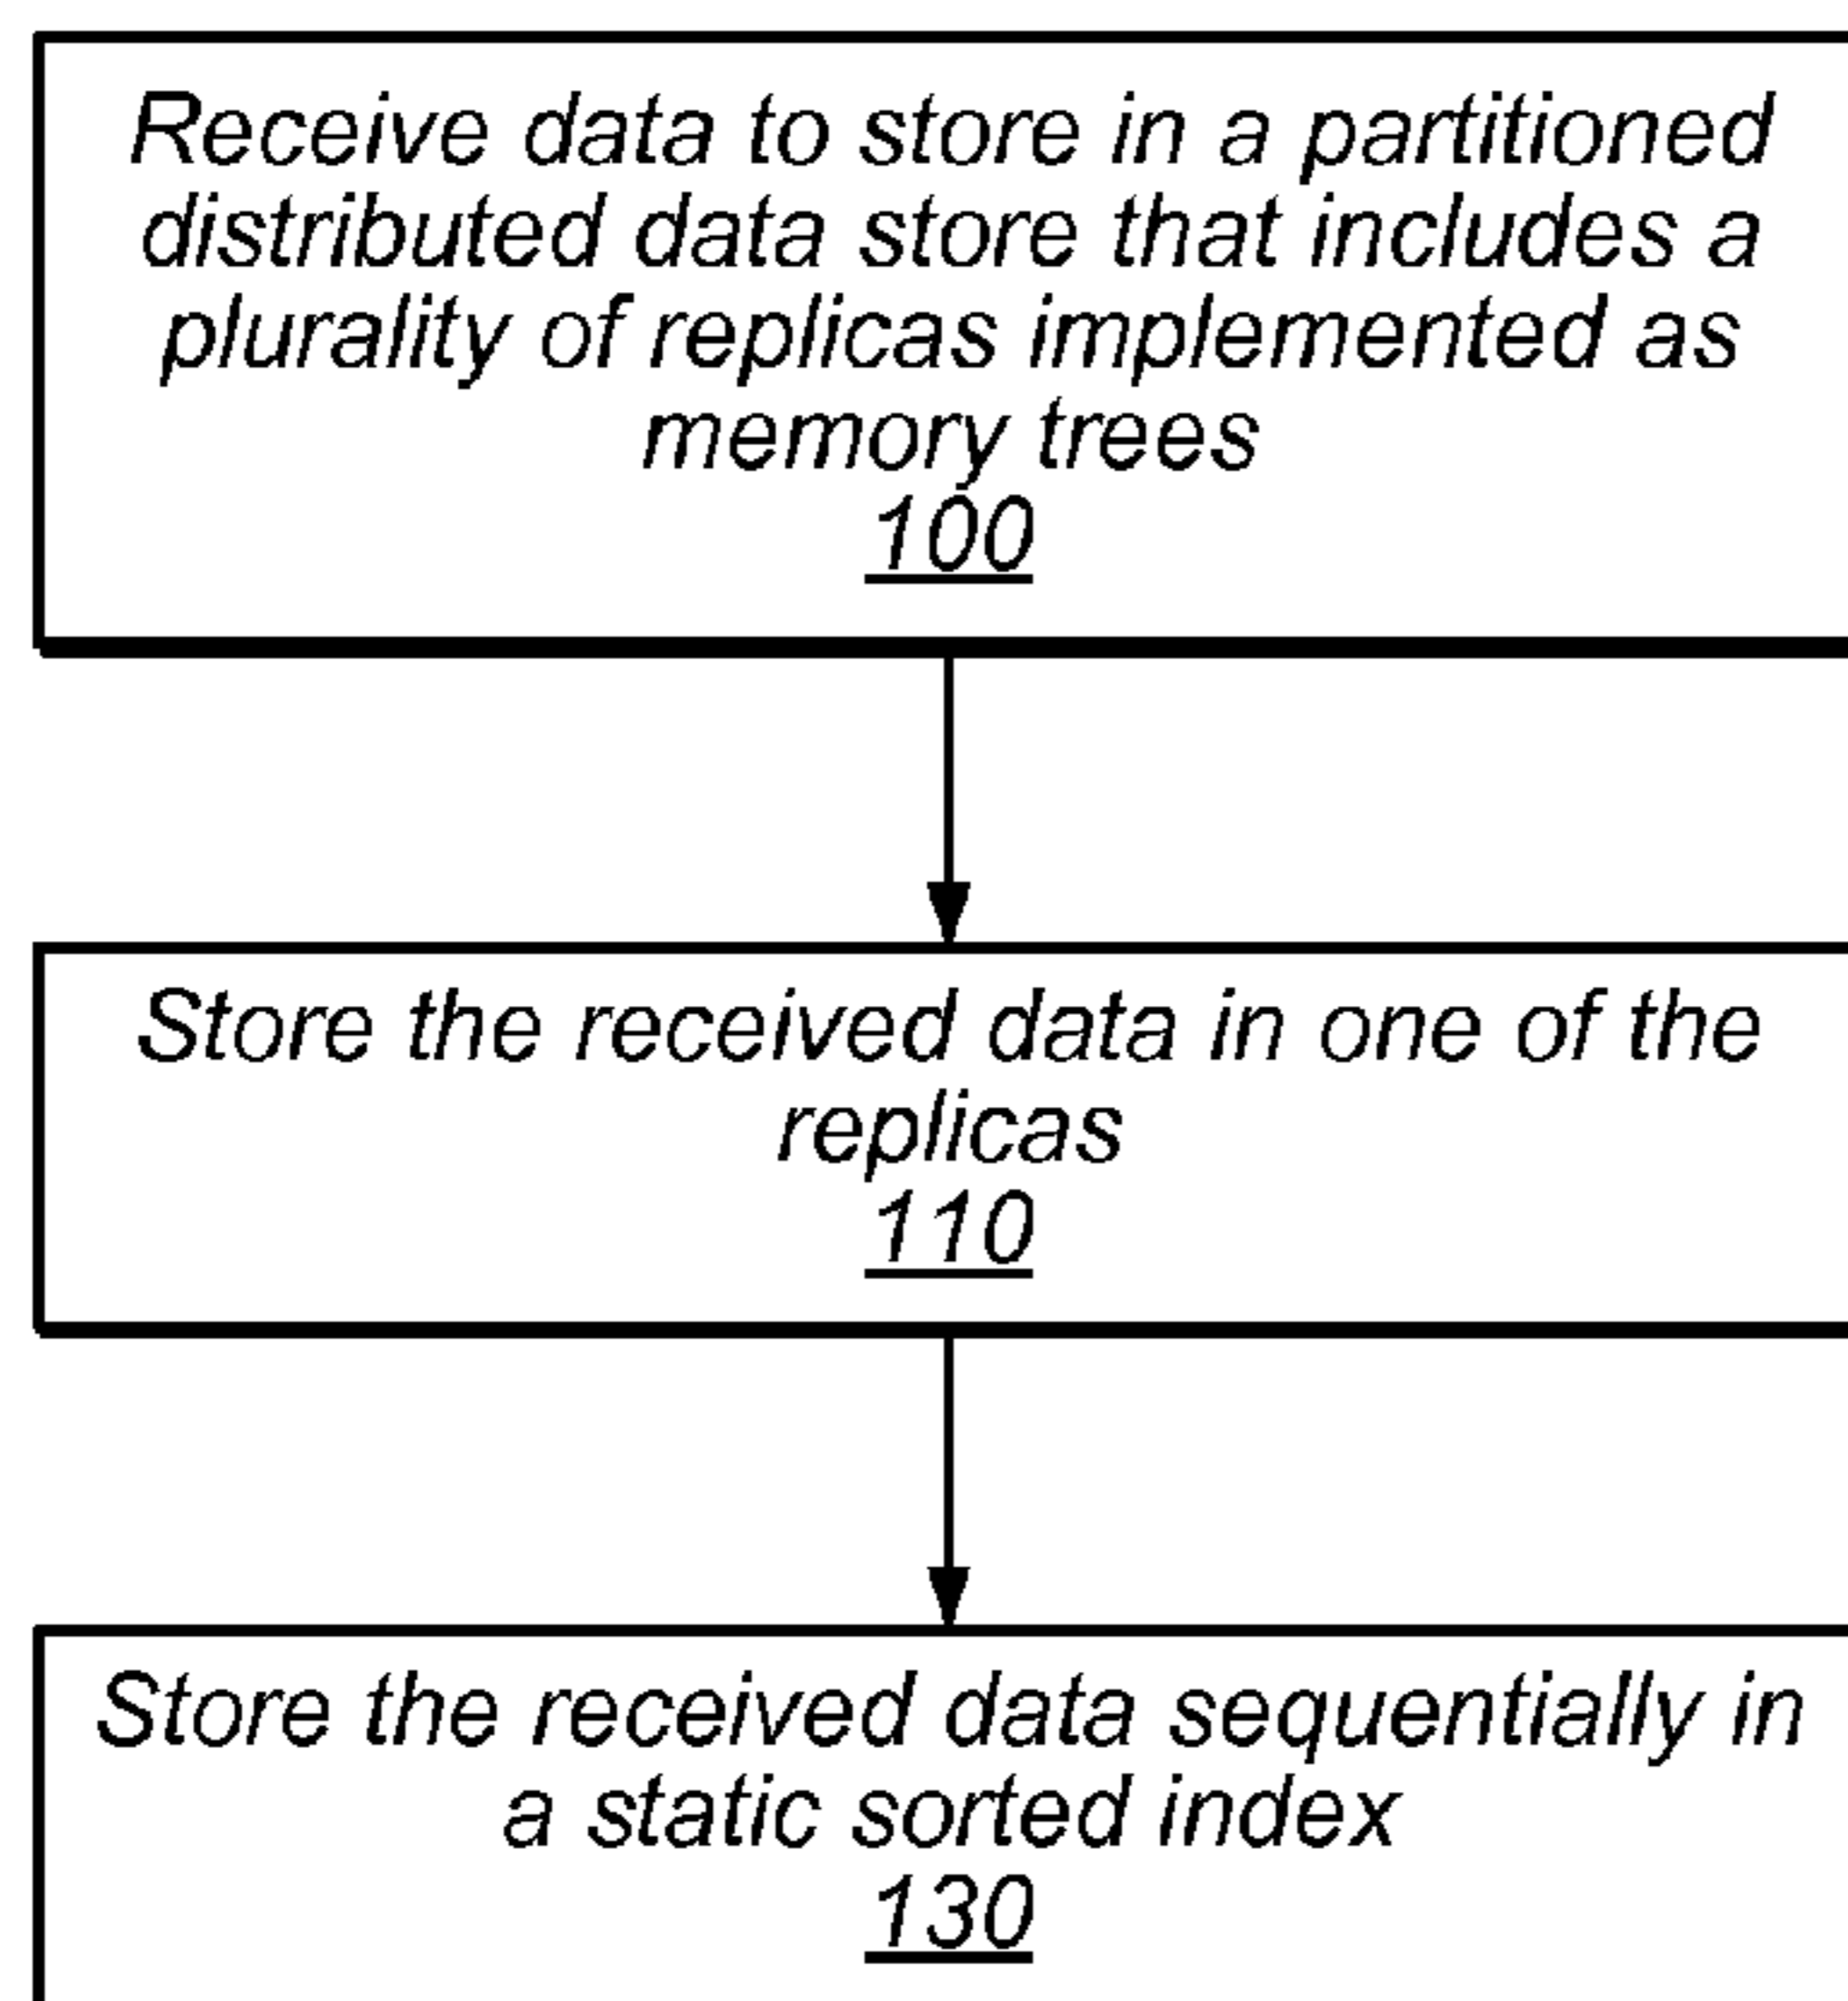 Receive data to store in a partitioned
distributed data store that includes a
plurality of replicas implemented as
memory trees
100
Store the received data in one of the
replicas
110
Store the received data sequentially in
a static sorted index
130